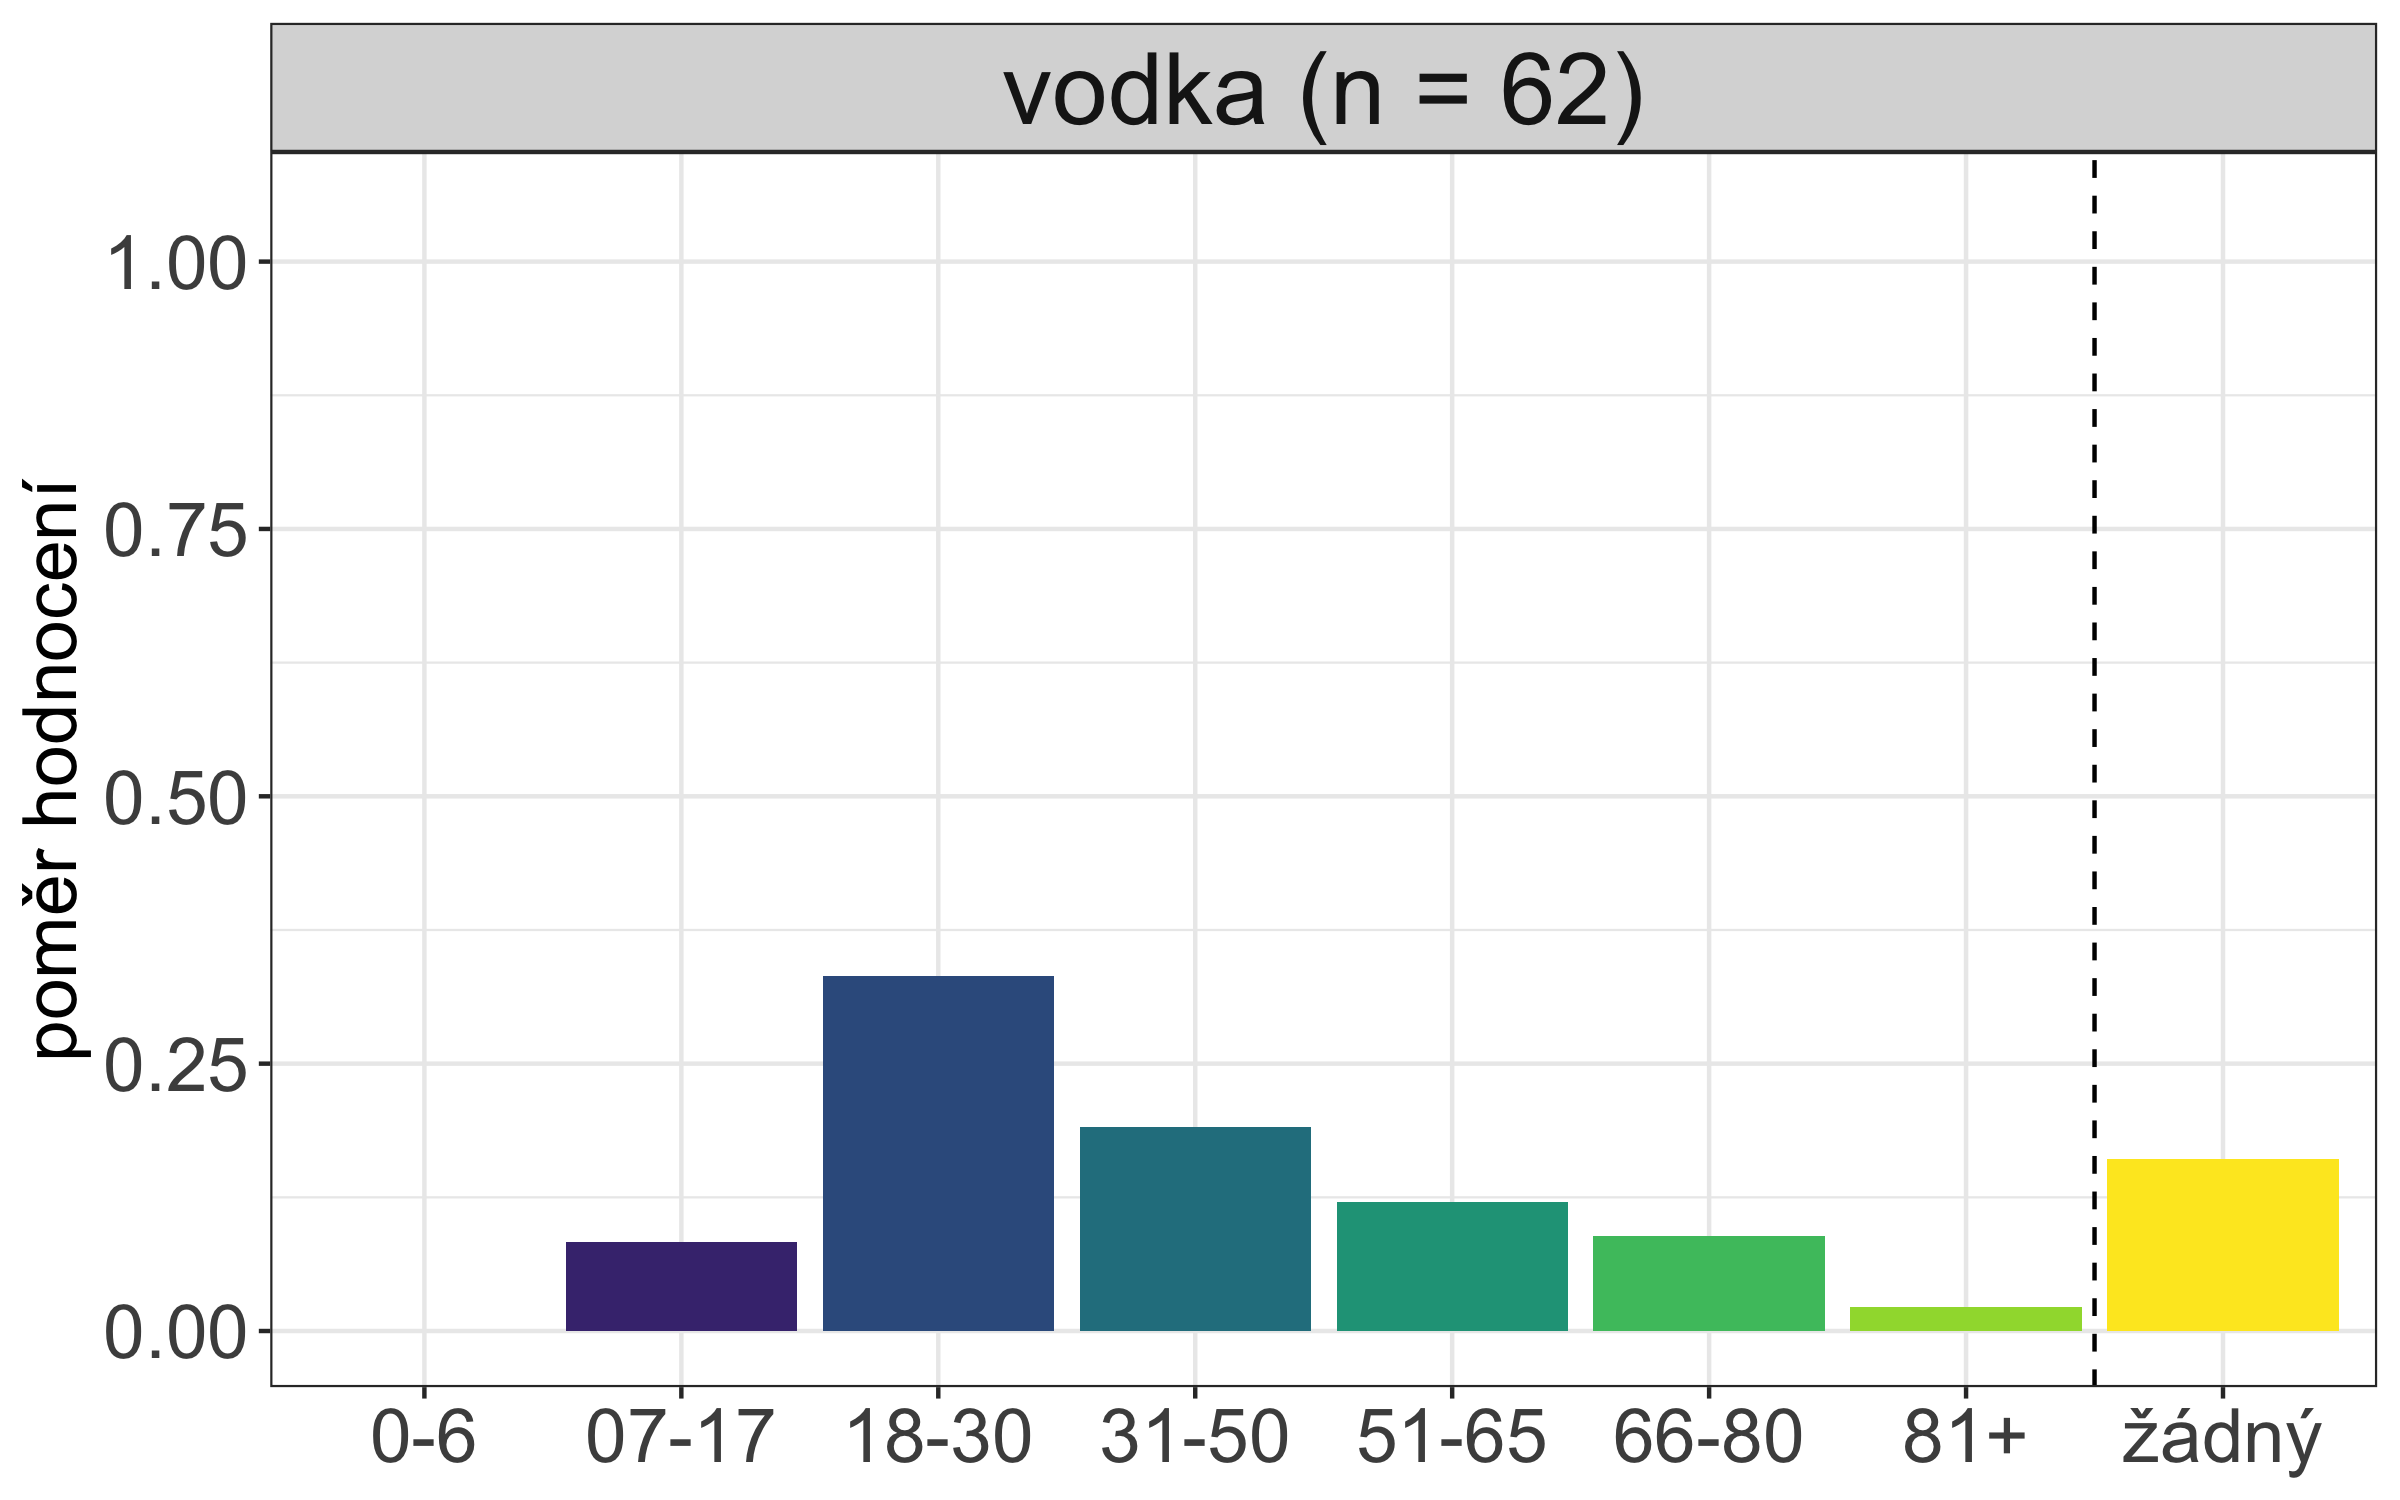 vodka (n = 62)
poměr hodnocení
1.00
0.75
0.50
0.25
0.00
0-6 07-17 18-30 31-50 51-65 66-80 81+ žádný